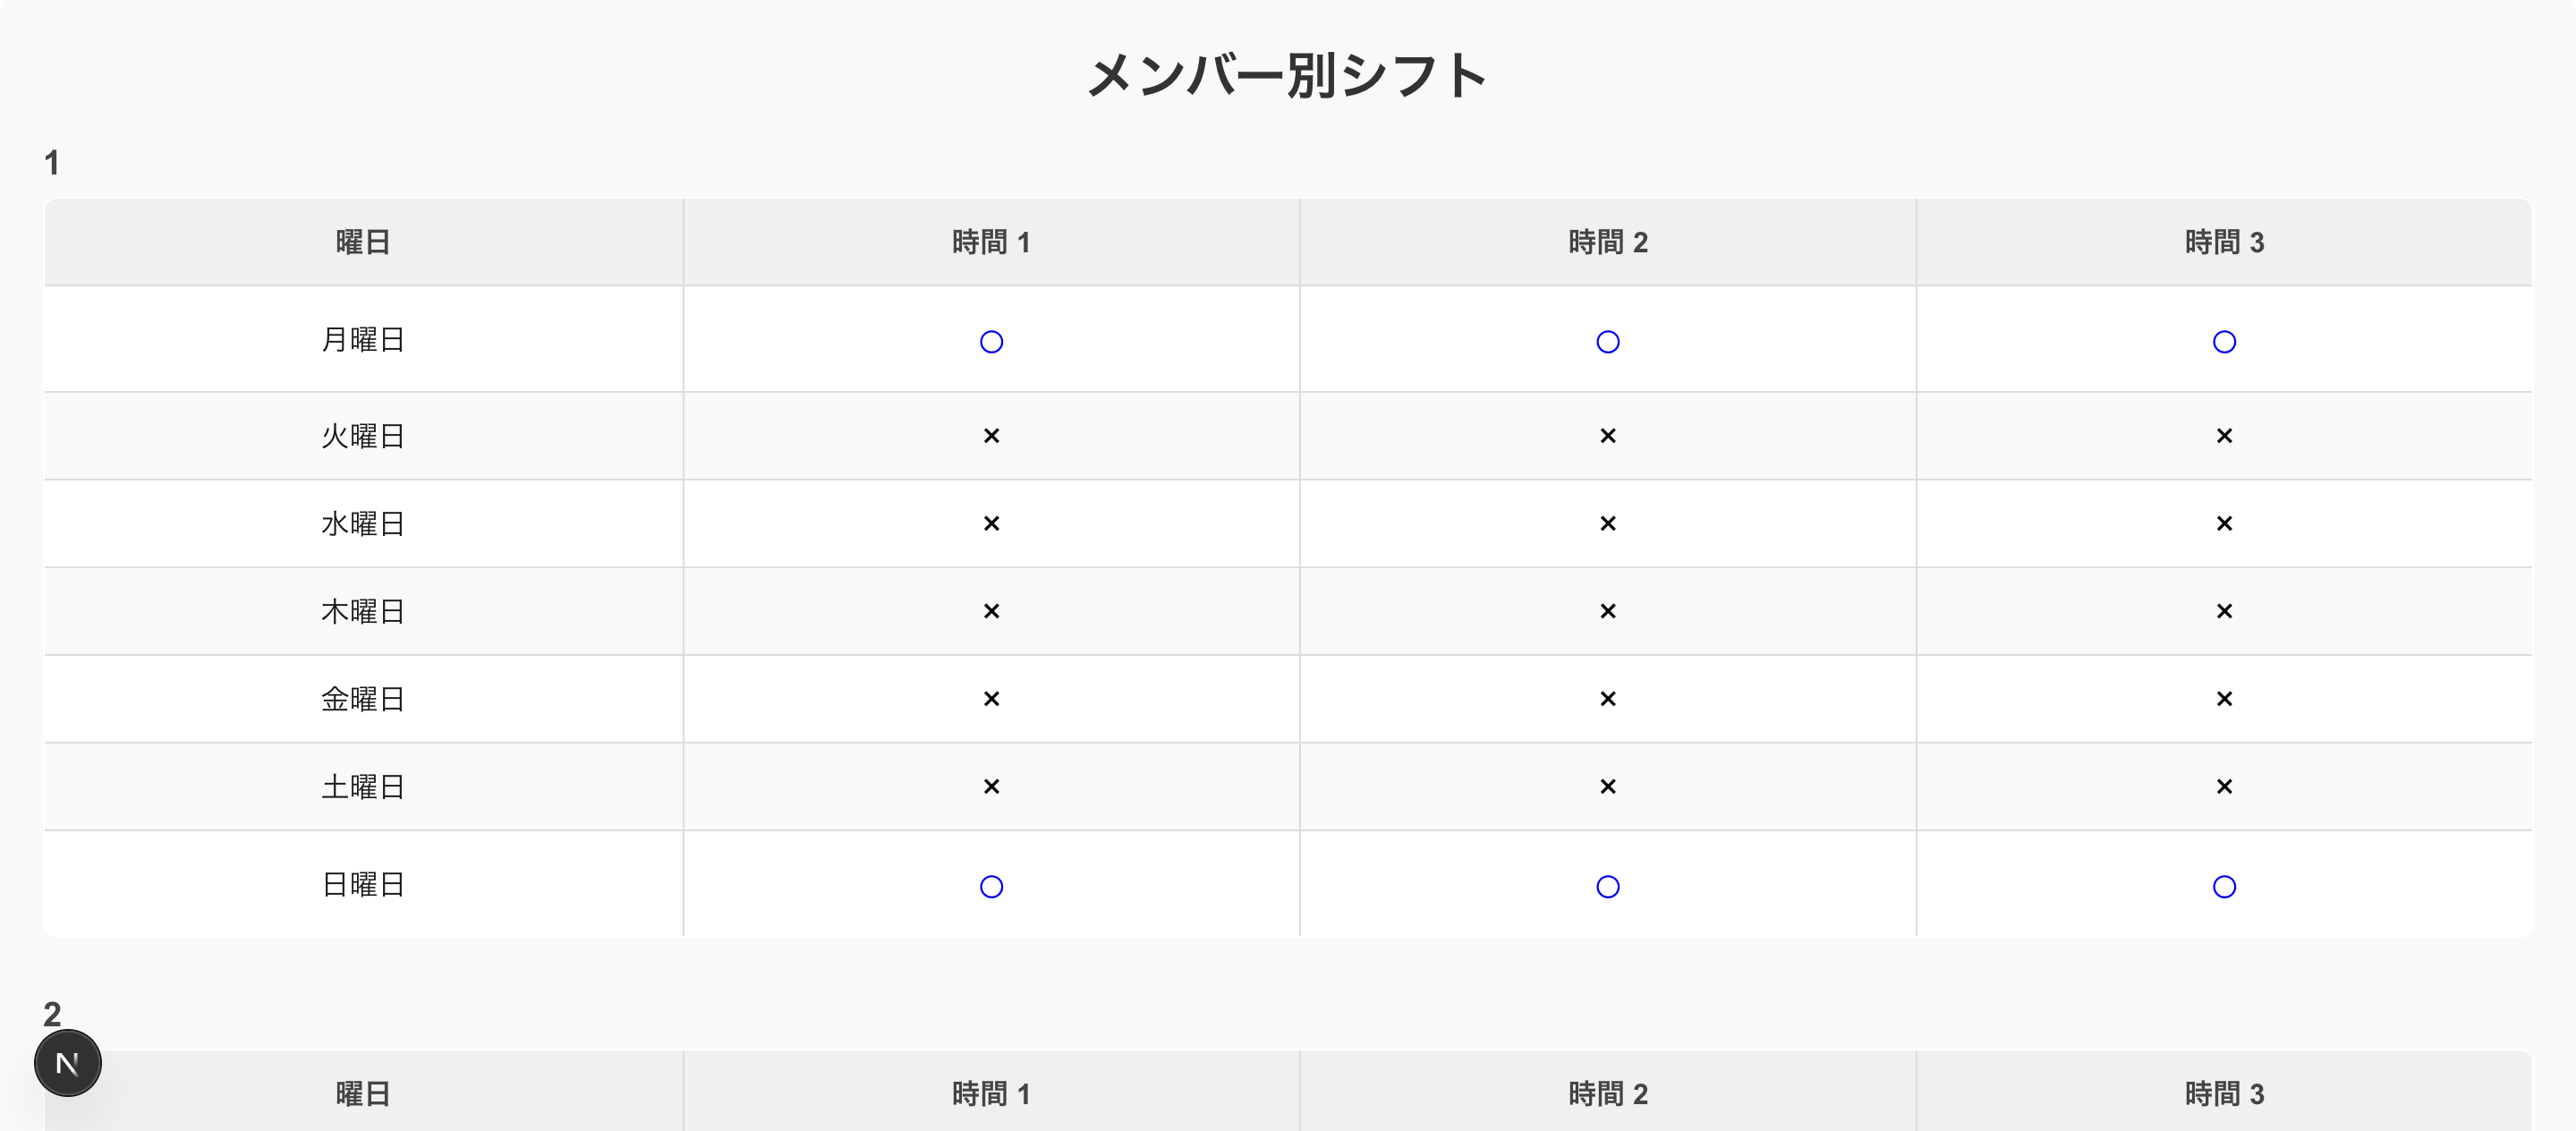 メンバー別シフト
1
曜日 時間 1 時間 2 時間 3
月曜日 ○ ○ ○
火曜日 × × ×
水曜日 × × ×
木曜日 × × ×
金曜日 × × ×
土曜日 × × ×
日曜日 ○ ○ ○
2
N
曜日 時間 1 時間 2 時間 3